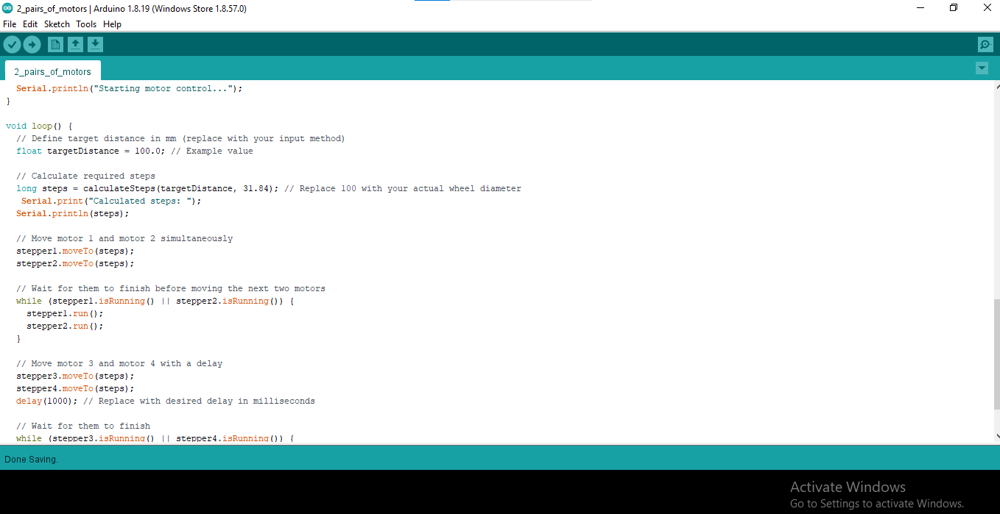 2_pairs_of_motors | Arduino 1.8.19 (Windows Store 1.8.57.0)
File Edit Sketch Tools Help
2_pairs_of_motors
Serial.println("Starting motor control...");
}
void loop() {
// Define target distance in mm (replace with your input method)
float targetDistance = 100.0; // Example value
// Calculate required steps
long steps = calculateSteps(targetDistance, 31.84); // Replace 100 with your actual wheel diameter
Serial.print("Calculated steps: ");
Serial.println(steps);
// Move motor 1 and motor 2 simultaneously
stepper1.moveTo(steps);
stepper2.moveTo(steps);
// Wait for them to finish before moving the next two motors
while (stepper1.isRunning() || stepper2.isRunning()) {
stepper1.run();
stepper2.run();
}
// Move motor 3 and motor 4 with a delay
stepper3.moveTo(steps);
stepper4.moveTo(steps);
delay(1000); // Replace with desired delay in milliseconds
// Wait for them to finish
while (stepper3.isRunning() || stepper4.isRunning()) {
Done Saving.
Activate Windows
Go to Settings to activate Windows.